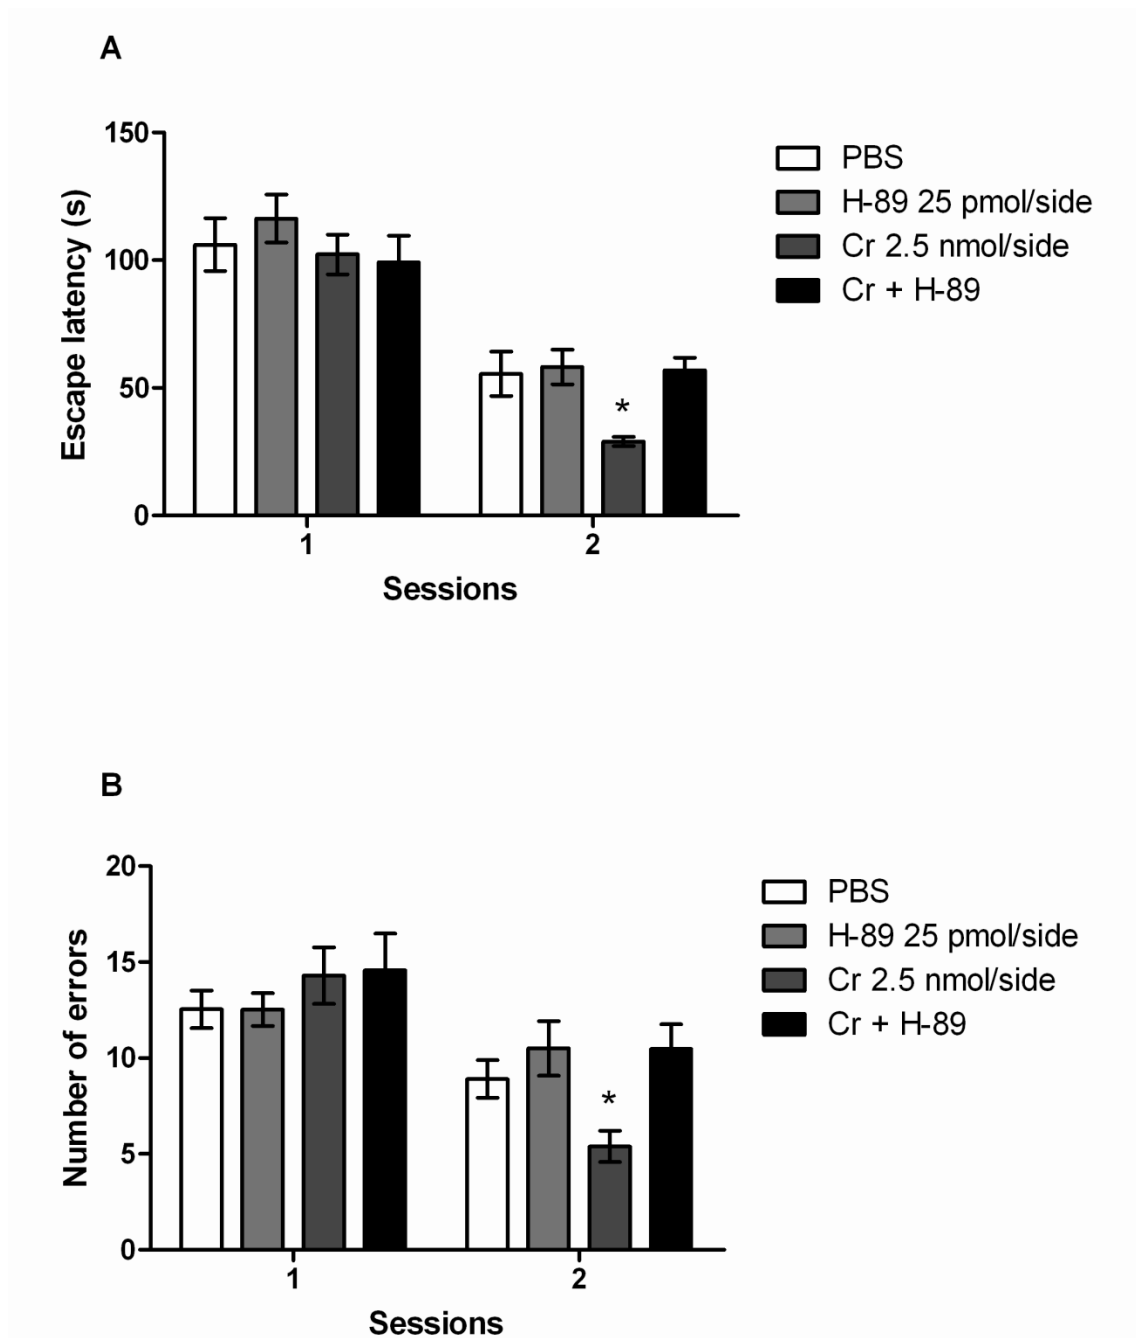 A
150
100
50
0
Escape latency (s)
1
2
Sessions
PBS
H-89 25 pmol/side
Cr 2.5 nmol/side
Cr + H-89
*
B
20
15
10
5
0
Number of errors
1
2
Sessions
PBS
H-89 25 pmol/side
Cr 2.5 nmol/side
Cr + H-89
*